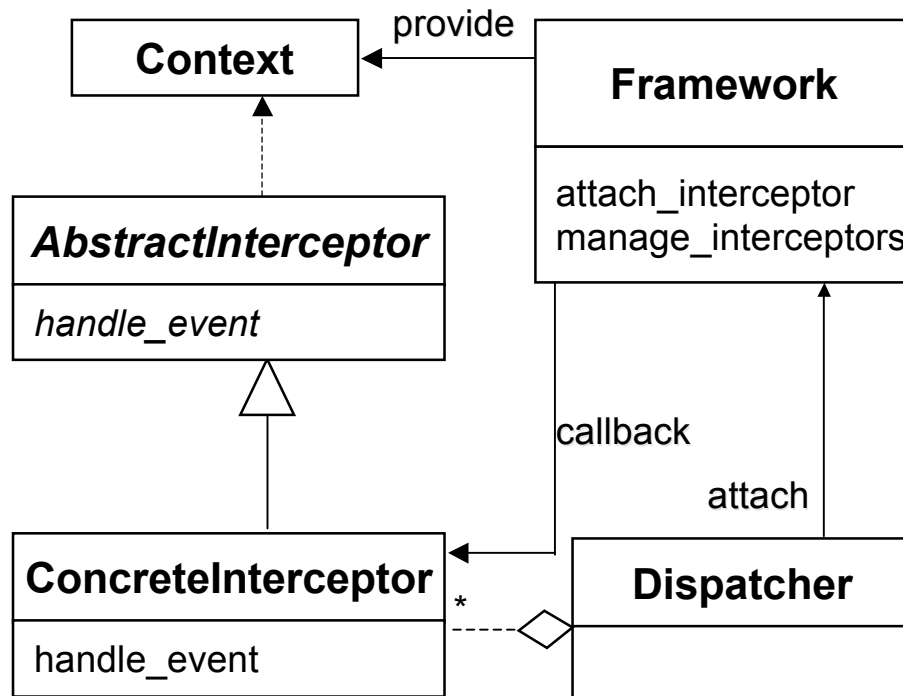 provide
Context
Framework
attach_interceptor
manage_interceptors
AbstractInterceptor
handle_event
callback
attach
ConcreteInterceptor
*
Dispatcher
handle_event